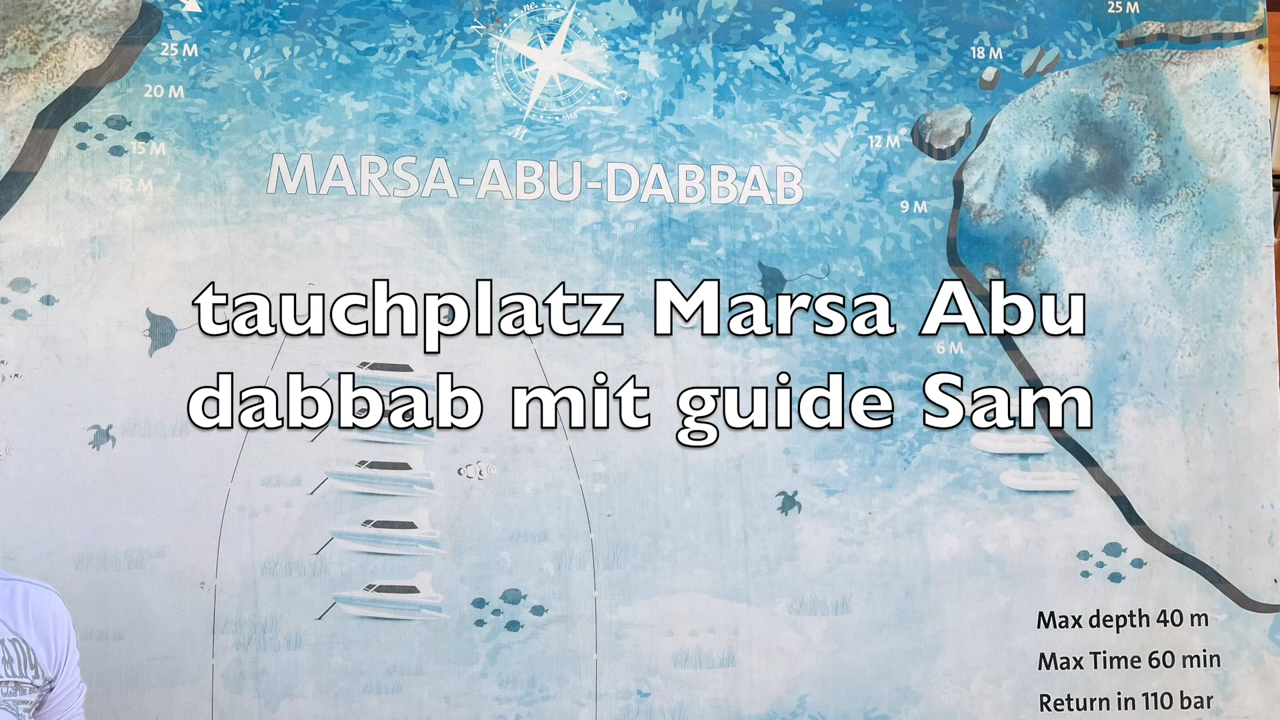 25 M
N
ne
25 M
18 M
20 M
S
W
12 M
15 M
MARSA-ABU-DABBAB
12 M
9 M
tauchplatz Marsa Abu
6 M
dabbab mit guide Sam
Max depth 40 m
Max Time 60 min
Return in 110 bar